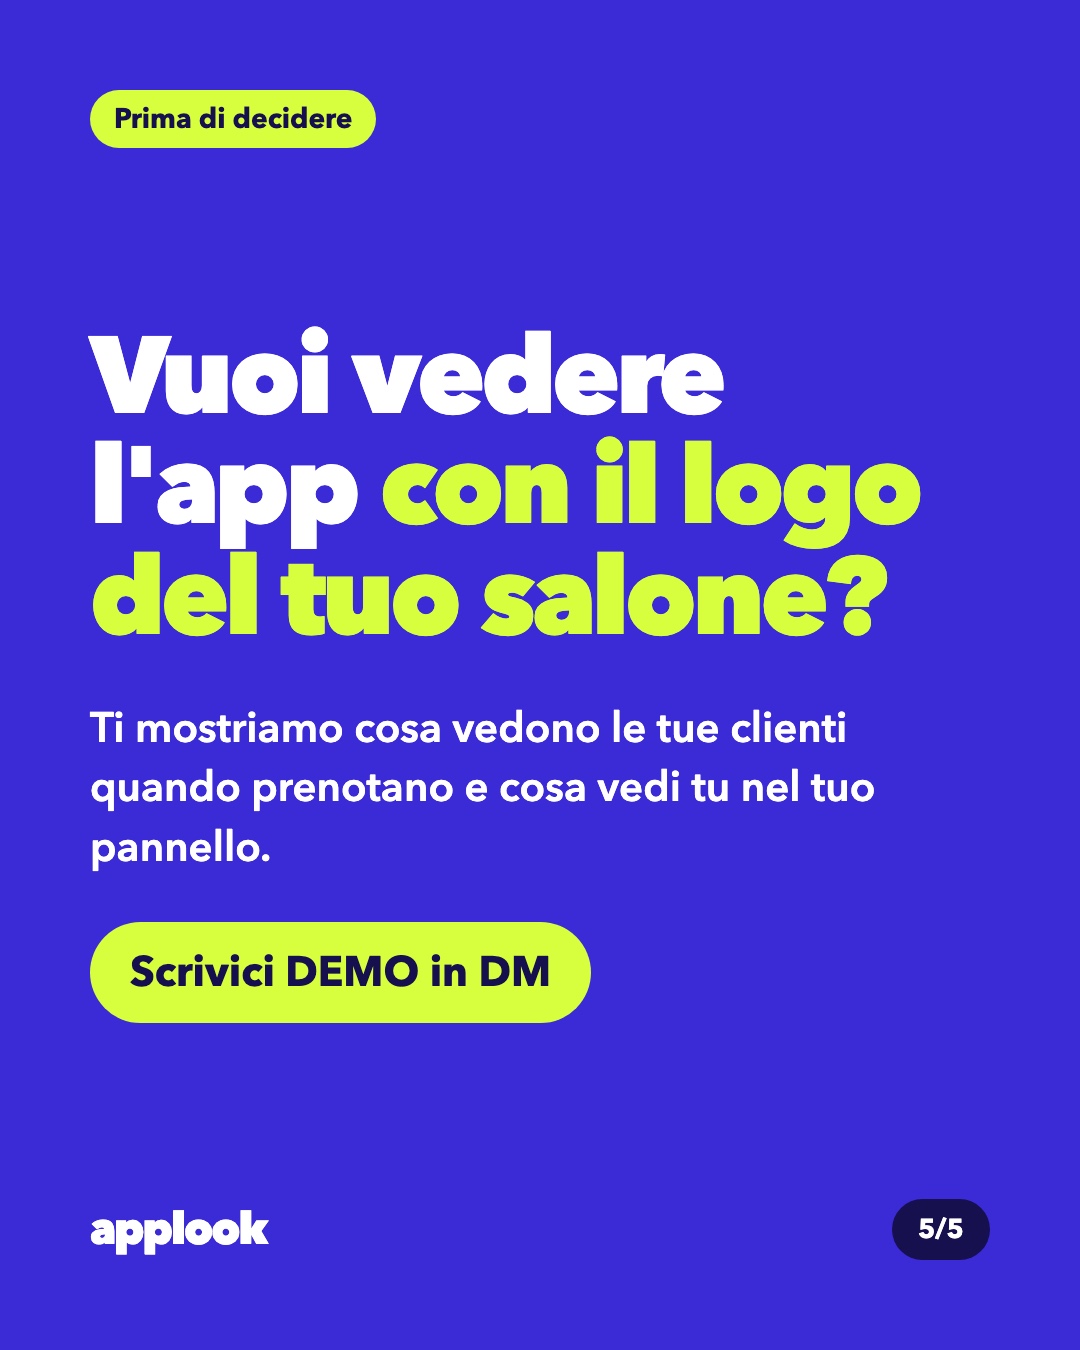 Prima di decidere
Vuoi vedere
l'app con il logo
del tuo salone?
Ti mostriamo cosa vedono le tue clienti
quando prenotano e cosa vedi tu nel tuo
pannello.
Scrivici DEMO in DM
applook
5/5